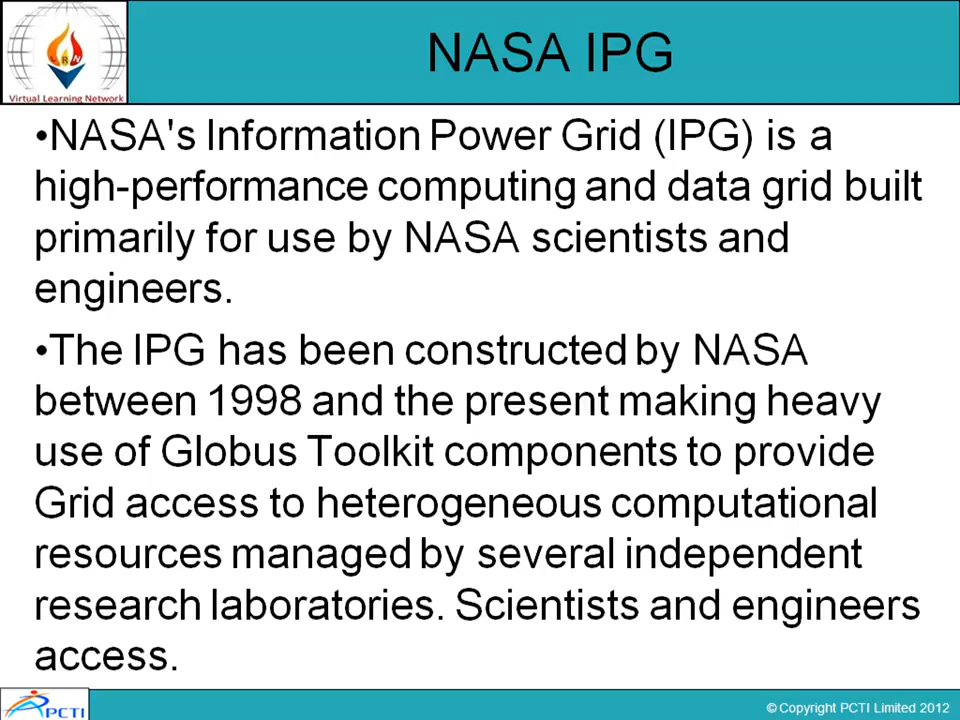 NASA IPG
Virtual Learning Network
•NASA's Information Power Grid (IPG) is a
high-performance computing and data grid built
primarily for use by NASA scientists and
engineers.
•The IPG has been constructed by NASA
between 1998 and the present making heavy
use of Globus Toolkit components to provide
Grid access to heterogeneous computational
resources managed by several independent
research laboratories. Scientists and engineers
access.
PCTI
© Copyright PCTI Limited 2012